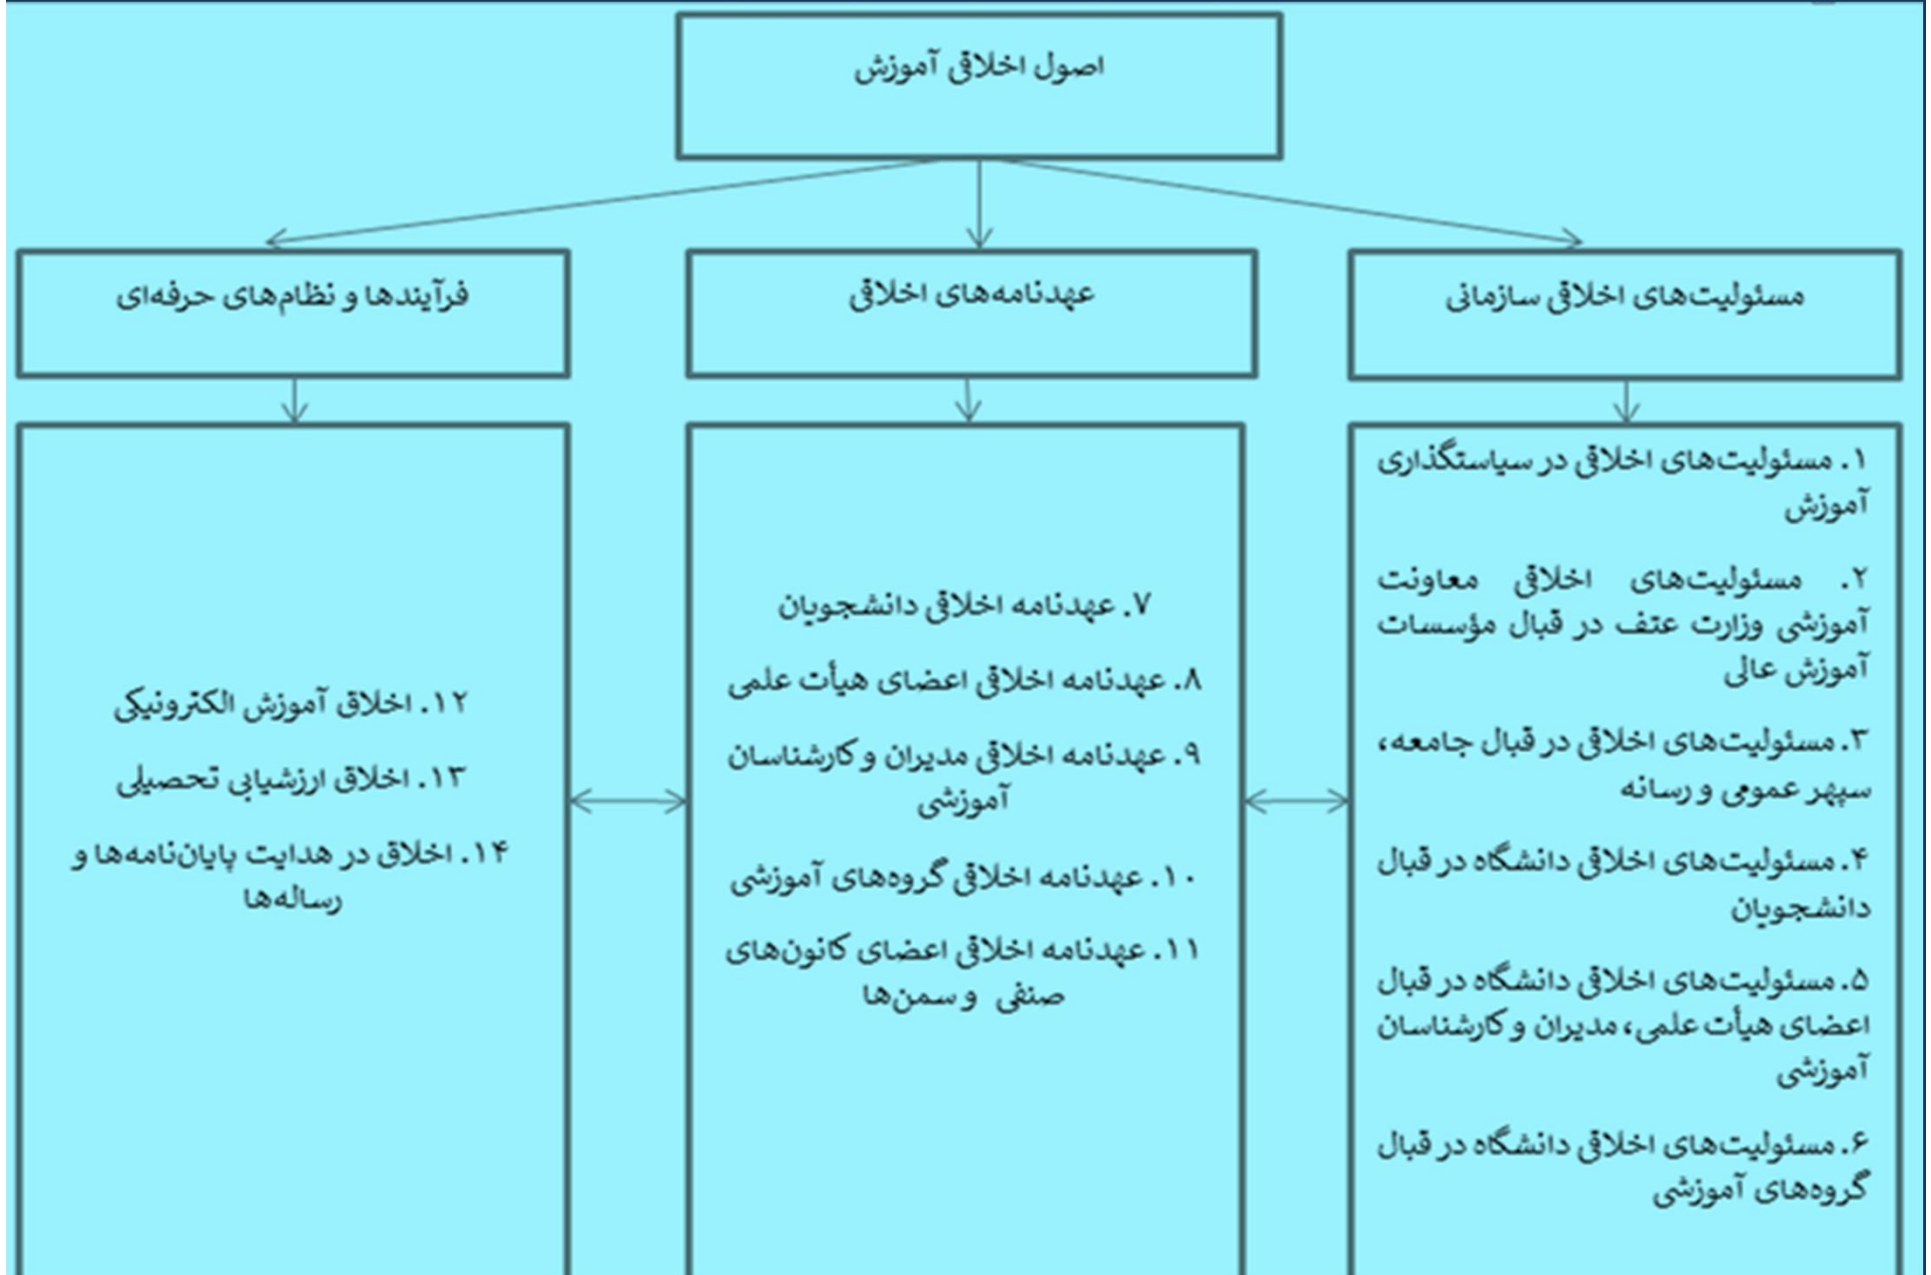 اصول اخلاقی آموزش
مسئولیت‌های اخلاقی سازمانی
عهدنامه‌های اخلاقی
فرآیندها و نظام‌های حرفه‌ای
۱. مسئولیت‌های اخلاقی در سیاستگذاری
آموزش
۲. مسئولیت‌های اخلاقی معاونت
آموزشی وزارت عتف در قبال مؤسسات
آموزش عالی
۳. مسئولیت‌های اخلاقی در قبال جامعه،
سپهر عمومی و رسانه
۴. مسئولیت‌های اخلاقی دانشگاه در قبال
دانشجویان
۵. مسئولیت‌های اخلاقی دانشگاه در قبال
اعضای هیأت علمی، مدیران و کارشناسان
آموزشی
۶. مسئولیت‌های اخلاقی دانشگاه در قبال
گروه‌های آموزشی
۷. عهدنامه اخلاقی دانشجویان
۸. عهدنامه اخلاقی اعضای هیأت علمی
۹. عهدنامه اخلاقی مدیران و کارشناسان
آموزشی
۱۰. عهدنامه اخلاقی گروه‌های آموزشی
۱۱. عهدنامه اخلاقی اعضای کانون‌های
صنفی و سمن‌ها
۱۲. اخلاق آموزش الکترونیکی
۱۳. اخلاق ارزشیابی تحصیلی
۱۴. اخلاق در هدایت پایان‌نامه‌ها و
رساله‌ها